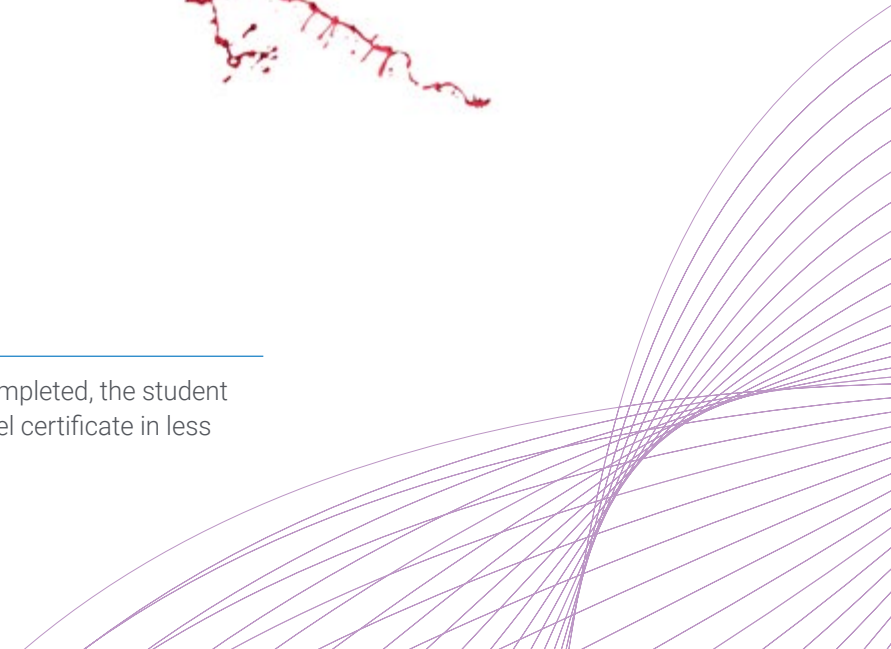 mpleted, the student
el certificate in less